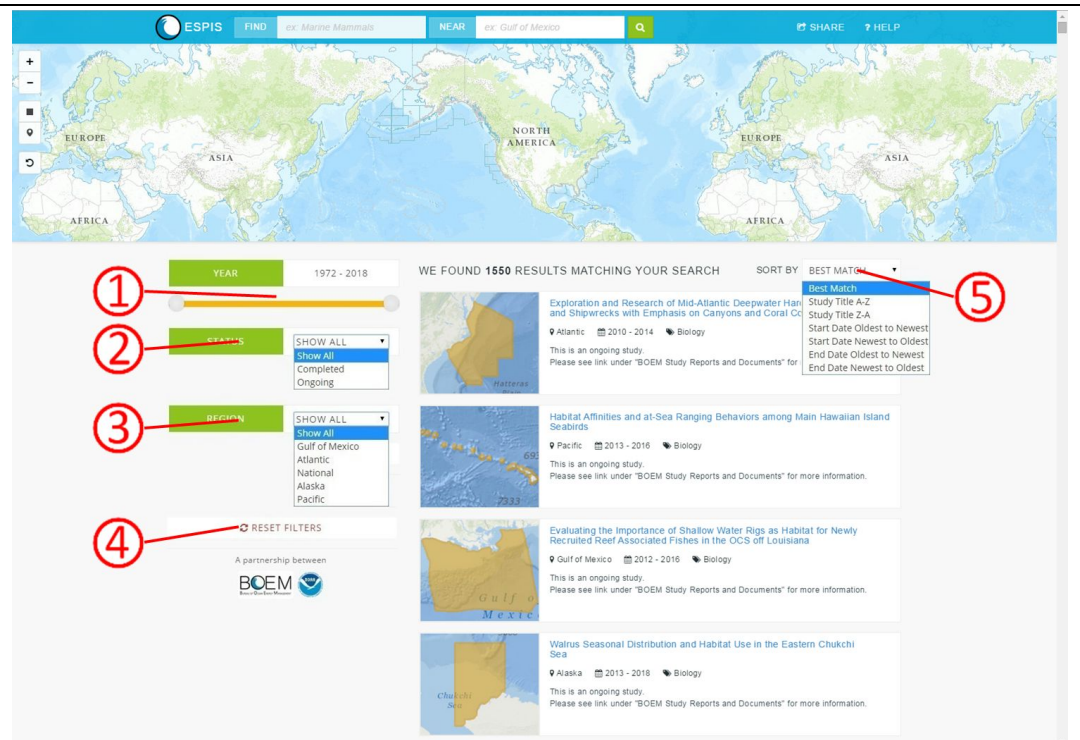 ESPIS FIND ex: Marine Mammals NEAR ex: Gulf of Mexico SHARE ? HELP
+
−
EUROPE
ASIA
AFRICA
NORTH
AMERICA
EUROPE
ASIA
AFRICA
YEAR 1972 - 2018
1
2
STATUS SHOW ALL
Show All
Completed
Ongoing
3
REGION SHOW ALL
Show All
Gulf of Mexico
Atlantic
National
Alaska
Pacific
4
RESET FILTERS
A partnership between
BOEM
WE FOUND 1550 RESULTS MATCHING YOUR SEARCH
SORT BY BEST MATCH
5
Best Match
Study Title A-Z
Study Title Z-A
Start Date Oldest to Newest
Start Date Newest to Oldest
End Date Oldest to Newest
End Date Newest to Oldest
Hatteras
Exploration and Research of Mid-Atlantic Deepwater Har
and Shipwrecks with Emphasis on Canyons and Coral Co
Atlantic 2010 - 2014 Biology
This is an ongoing study.
Please see link under "BOEM Study Reports and Documents" for
7333
Habitat Affinities and at-Sea Ranging Behaviors among Main Hawaiian Island
Seabirds
Pacific 2013 - 2016 Biology
This is an ongoing study.
Please see link under "BOEM Study Reports and Documents" for more information.
Gulf o
Mexic
Evaluating the Importance of Shallow Water Rigs as Habitat for Newly
Recruited Reef Associated Fishes in the OCS off Louisiana
Gulf of Mexico 2012 - 2016 Biology
This is an ongoing study.
Please see link under "BOEM Study Reports and Documents" for more information.
Chukchi
Sea
Walrus Seasonal Distribution and Habitat Use in the Eastern Chukchi
Sea
Alaska 2013 - 2018 Biology
This is an ongoing study.
Please see link under "BOEM Study Reports and Documents" for more information.